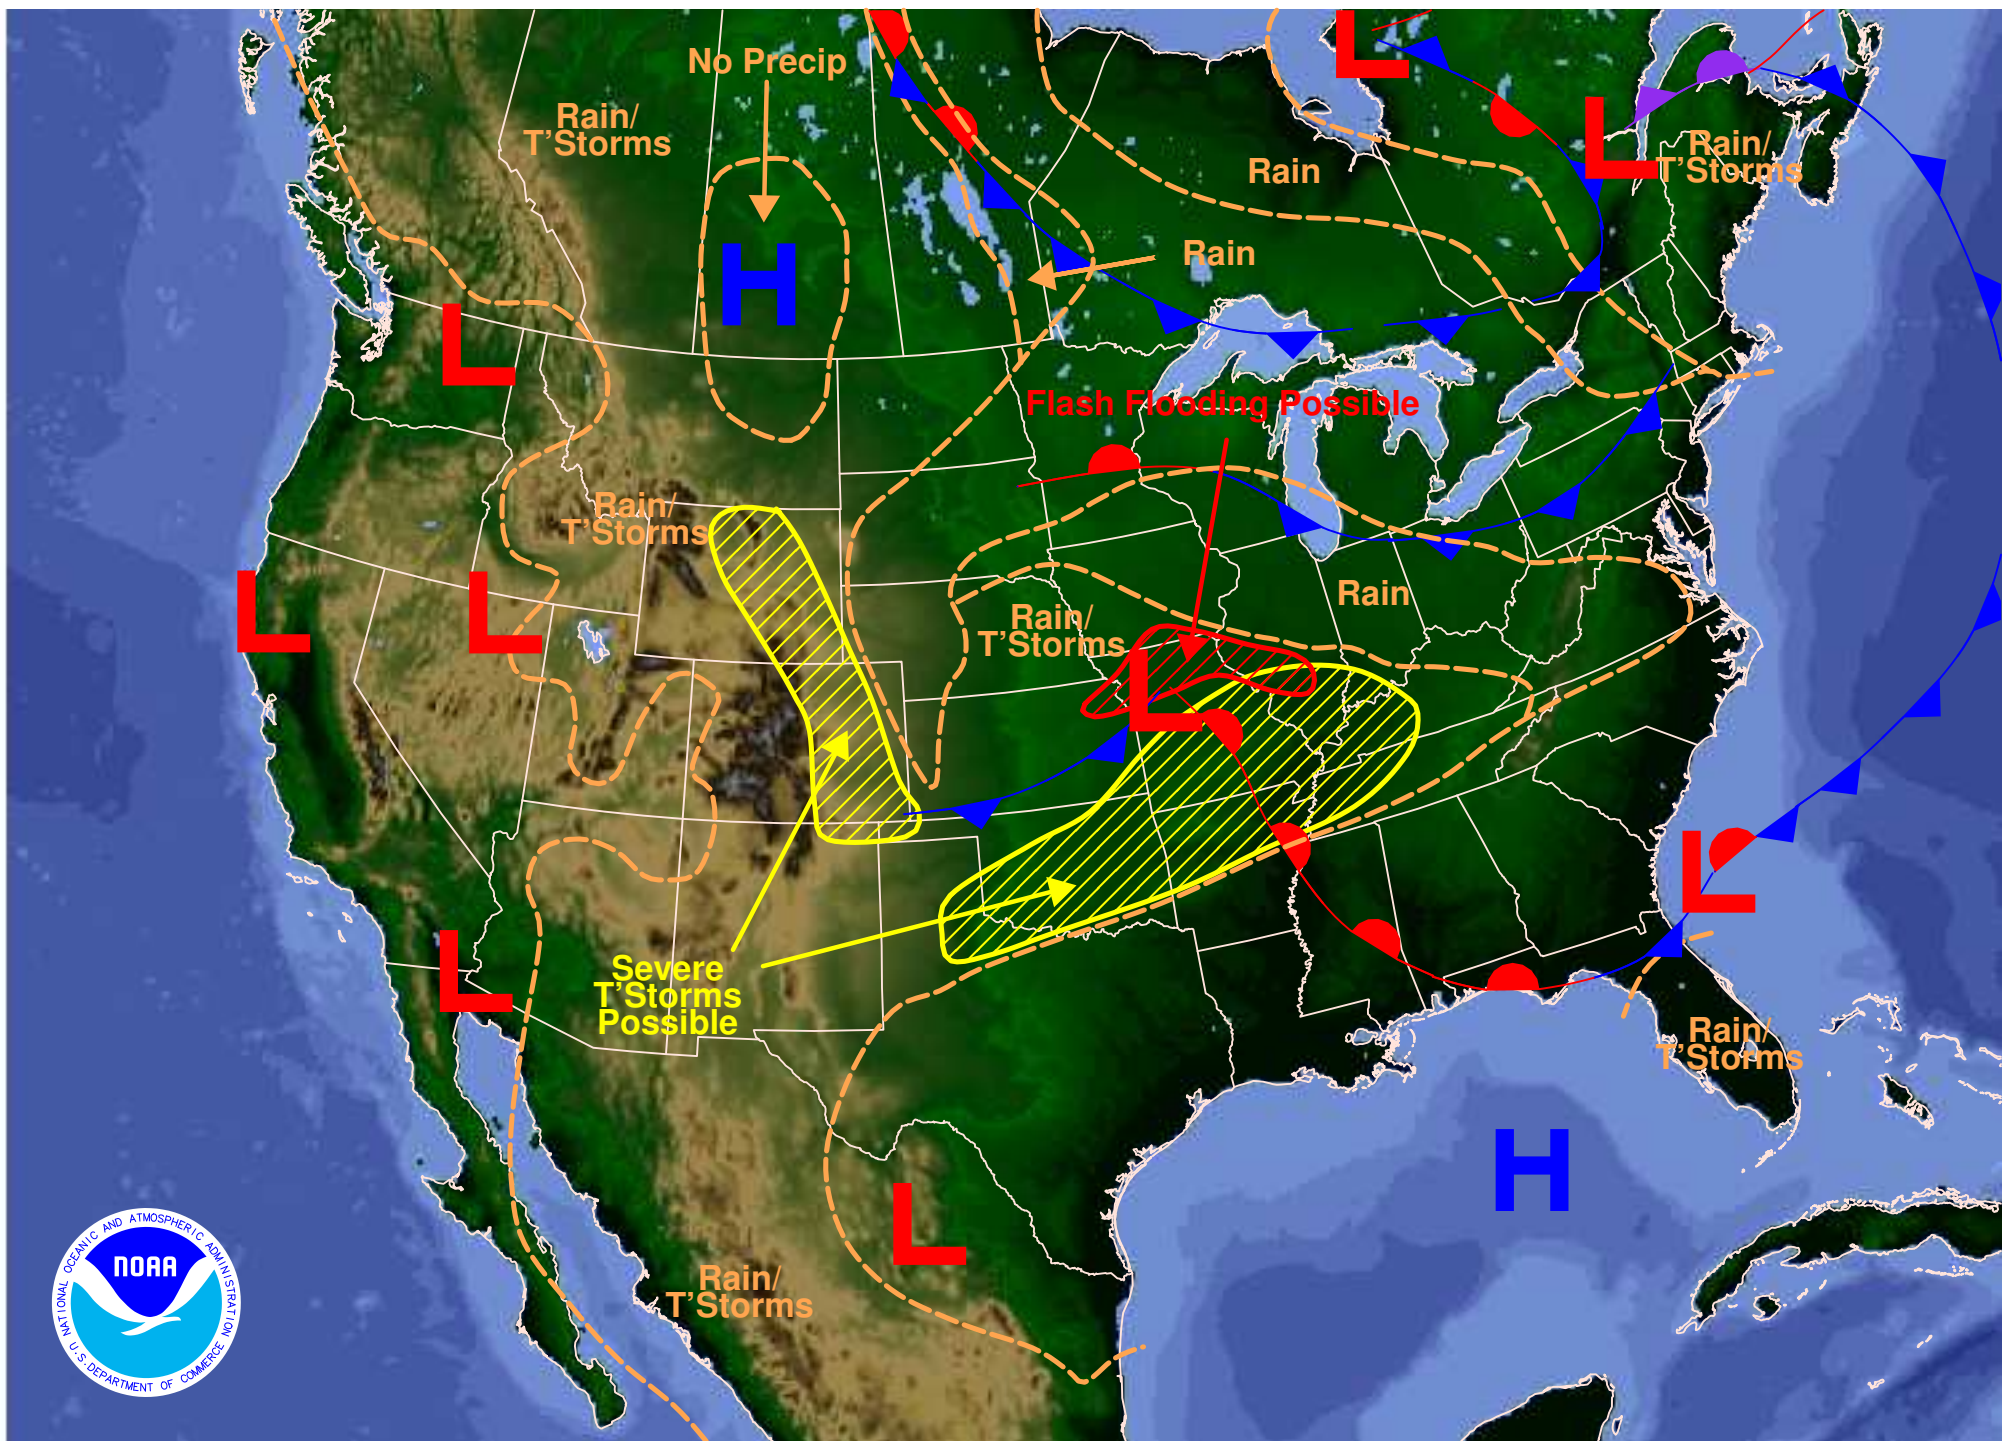 No Precip
Rain/
T'Storms
Rain/
T'Storms
Rain
Rain
Flash Flooding Possible
Rain/
T'Storms
Rain
Rain/
T'Storms
Severe
T'Storms
Possible
Rain/
T'Storms
Rain/
T'Storms
H
H
L
L
L
L
L
L
L
L
L
NATIONAL OCEANIC AND ATMOSPHERIC ADMINISTRATION
NOAA
U.S. DEPARTMENT OF COMMERCE